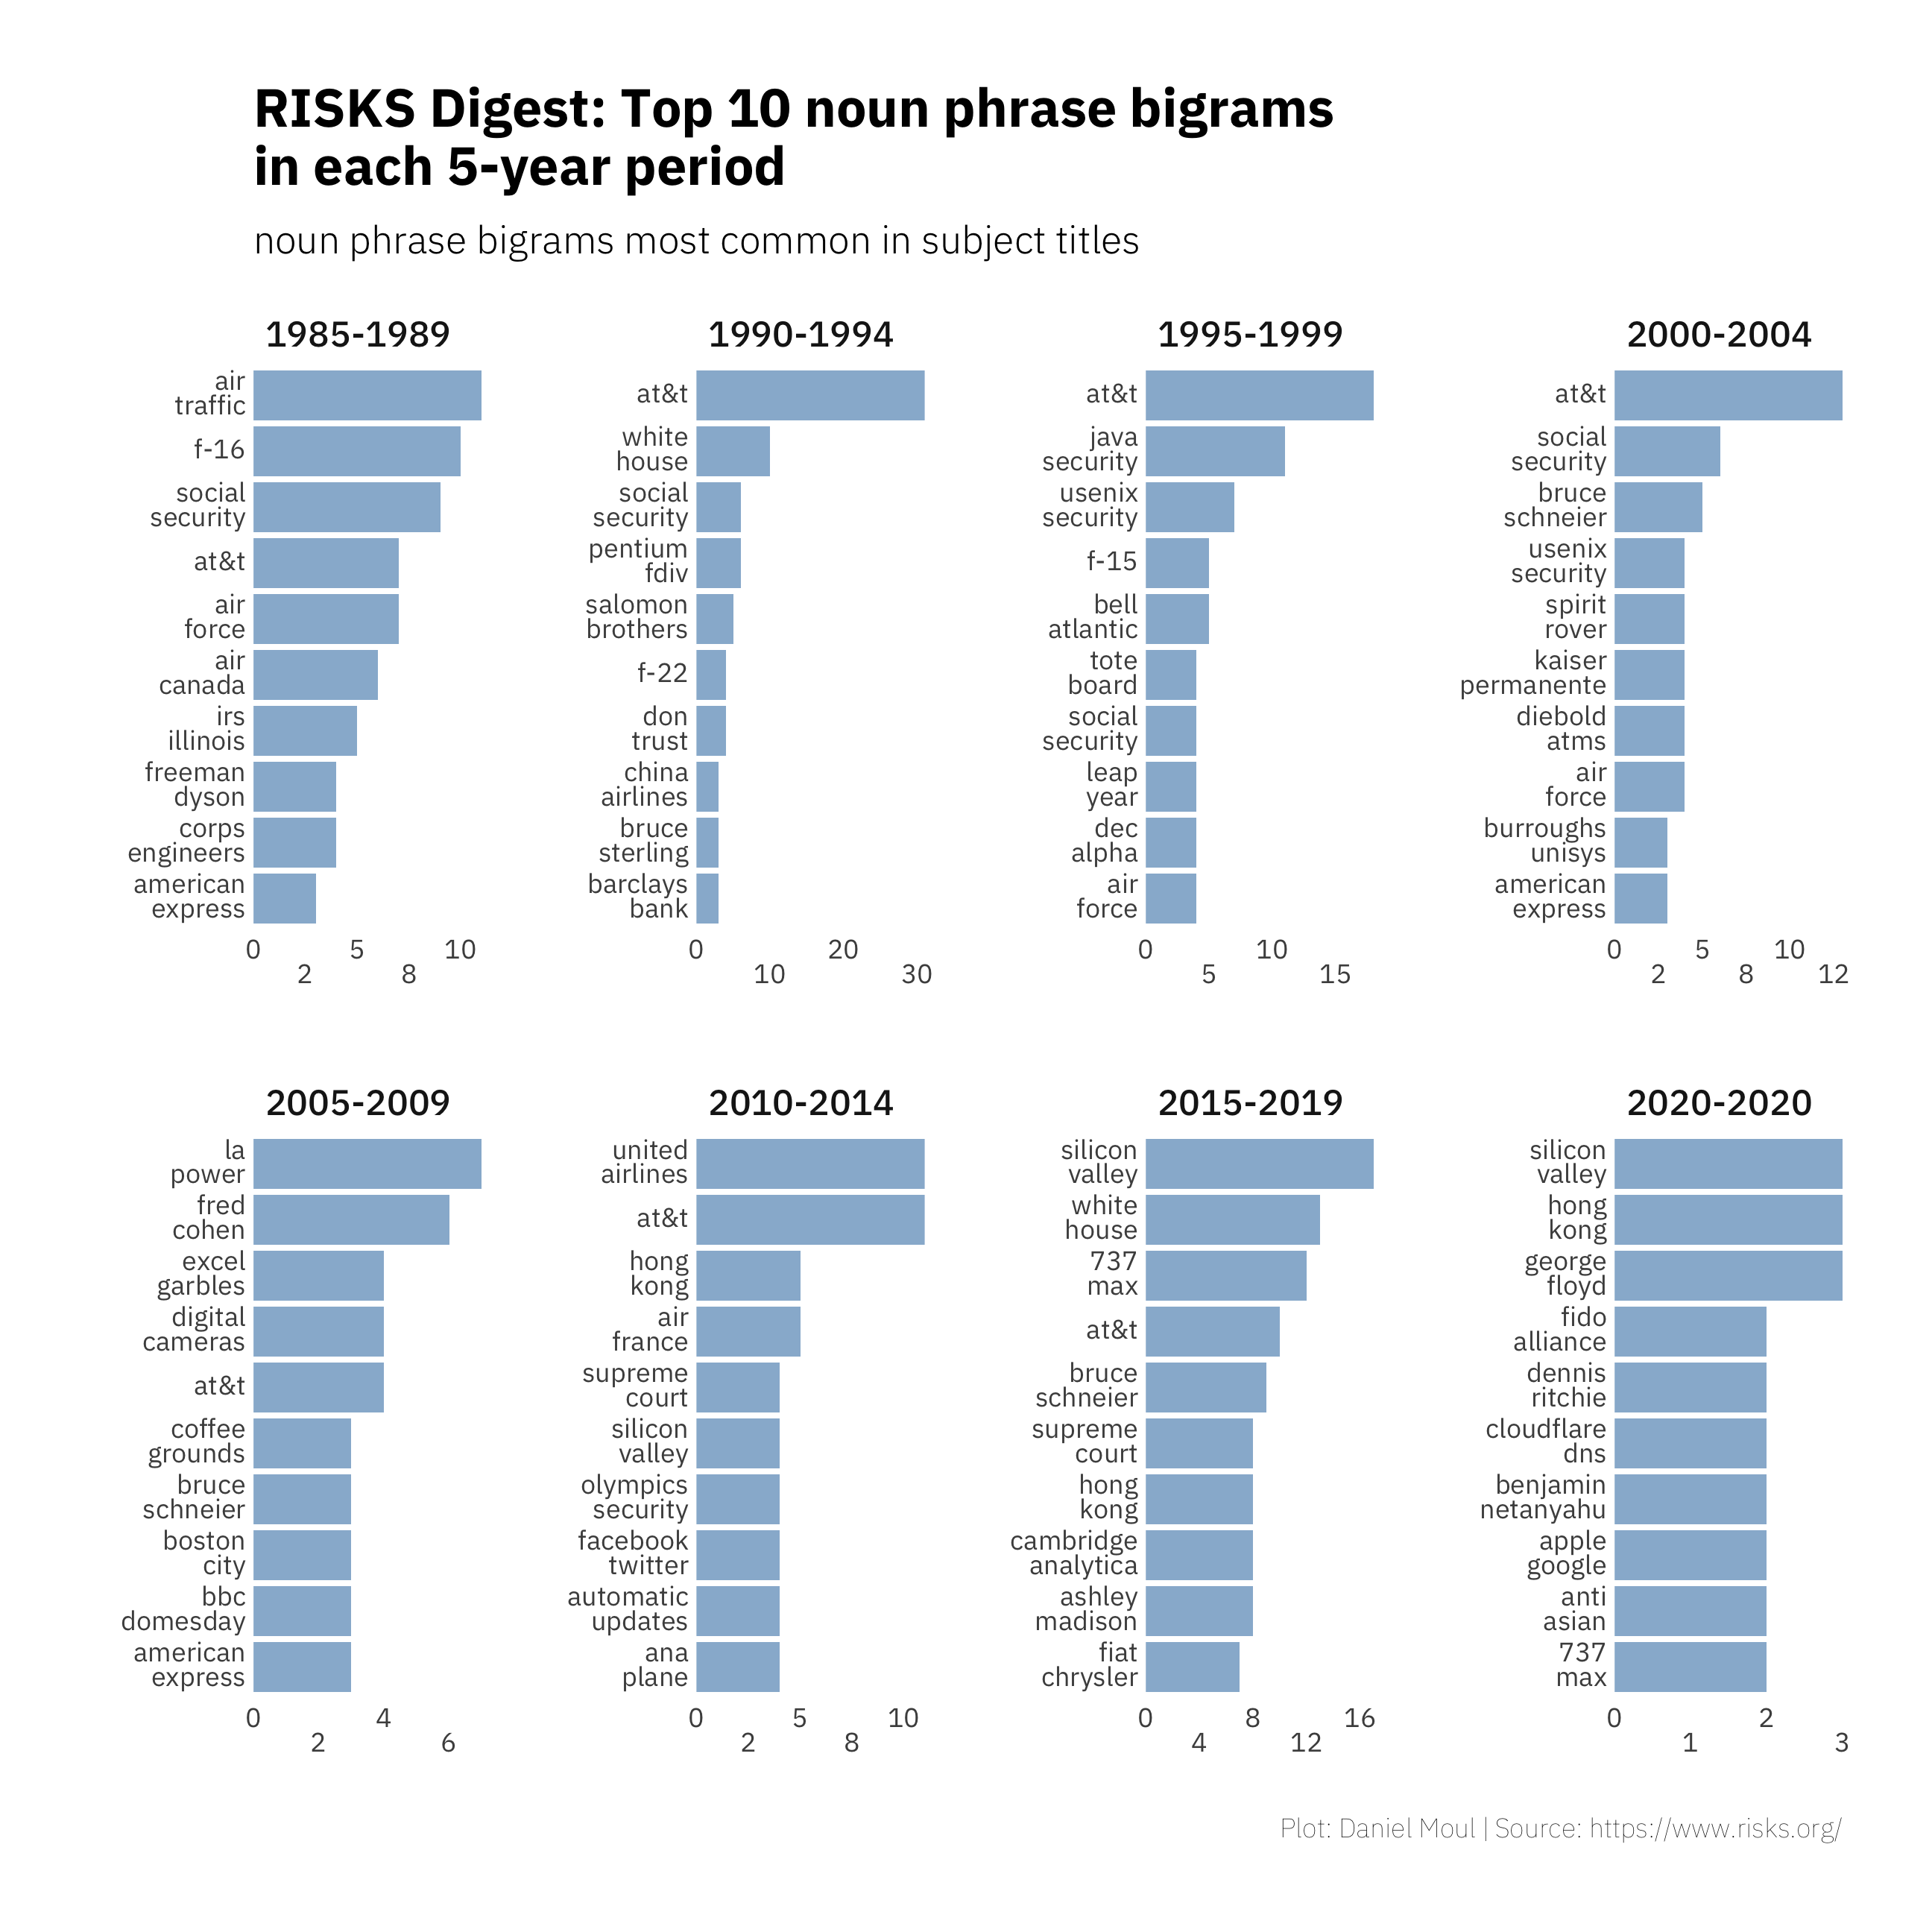 RISKS Digest: Top 10 noun phrase bigrams
in each 5-year period
noun phrase bigrams most common in subject titles
1985-1989
air
traffic
f-16
social
security
at&t
air
force
air
canada
irs
illinois
freeman
dyson
corps
engineers
american
express
0 5 10
2 8
1990-1994
at&t
white
house
social
security
pentium
fdiv
salomon
brothers
f-22
don
trust
china
airlines
bruce
sterling
barclays
bank
0 20
10 30
1995-1999
at&t
java
security
usenix
security
f-15
bell
atlantic
tote
board
social
security
leap
year
dec
alpha
air
force
0 10
5 15
2000-2004
at&t
social
security
bruce
schneier
usenix
security
spirit
rover
kaiser
permanente
diebold
atms
air
force
burroughs
unisys
american
express
0 5 10
2 8 12
2005-2009
la
power
fred
cohen
excel
garbles
digital
cameras
at&t
coffee
grounds
bruce
schneier
boston
city
bbc
domesday
american
express
0 4
2 6
2010-2014
united
airlines
at&t
hong
kong
air
france
supreme
court
silicon
valley
olympics
security
facebook
twitter
automatic
updates
ana
plane
0 5 10
2 8
2015-2019
silicon
valley
white
house
737
max
at&t
bruce
schneier
supreme
court
hong
kong
cambridge
analytica
ashley
madison
fiat
chrysler
0 8 16
4 12
2020-2020
silicon
valley
hong
kong
george
floyd
fido
alliance
dennis
ritchie
cloudflare
dns
benjamin
netanyahu
apple
google
anti
asian
737
max
0 2
1 3
Plot: Daniel Moul | Source: https://www.risks.org/